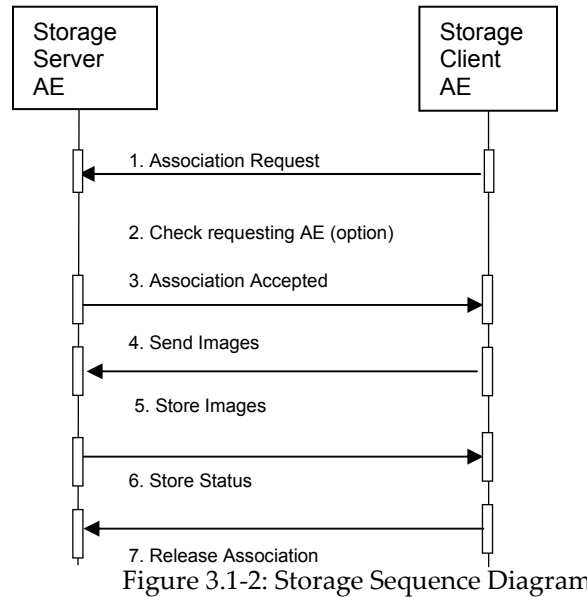 Storage
Server
AE
Storage
Client
AE
1. Association Request
2. Check requesting AE (option)
3. Association Accepted
4. Send Images
5. Store Images
6. Store Status
7. Release Association
Figure 3.1-2: Storage Sequence Diagram